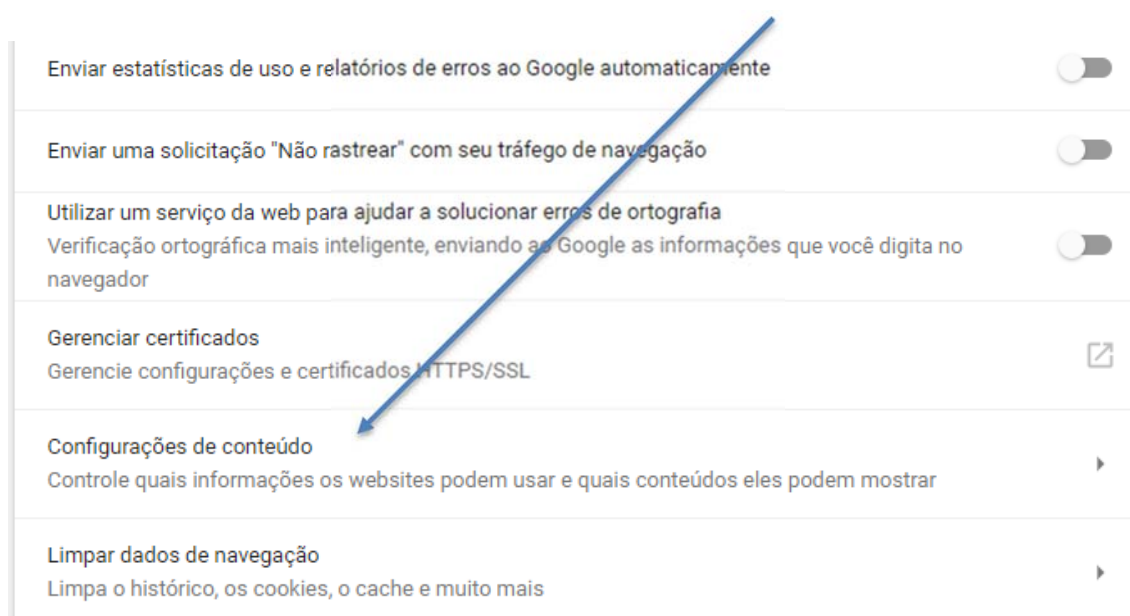 Enviar estatísticas de uso e relatórios de erros ao Google automaticamente
Enviar uma solicitação "Não rastrear" com seu tráfego de navegação
Utilizar um serviço da web para ajudar a solucionar erros de ortografia
Verificação ortográfica mais inteligente, enviando ao Google as informações que você digita no
navegador
Gerenciar certificados
Gerencie configurações e certificados HTTPS/SSL
Configurações de conteúdo
Controle quais informações os websites podem usar e quais conteúdos eles podem mostrar
Limpar dados de navegação
Limpa o histórico, os cookies, o cache e muito mais